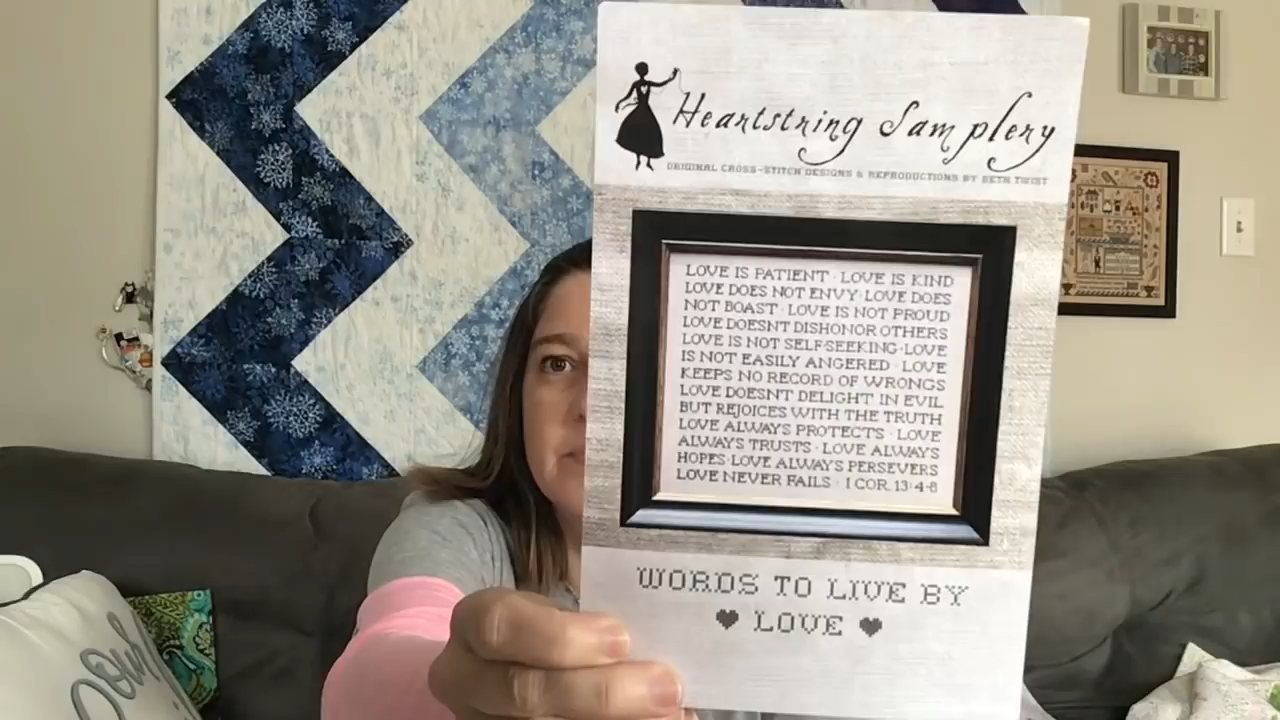 Heartstring Samplery
ORIGINAL CROSS-STITCH DESIGNS & REPRODUCTIONS BY BETH TWIST
LOVE IS PATIENT · LOVE IS KIND
LOVE DOES NOT ENVY · LOVE DOES
NOT BOAST · LOVE IS NOT PROUD
LOVE DOESNT DISHONOR OTHERS
LOVE IS NOT SELF-SEEKING · LOVE
IS NOT EASILY ANGERED · LOVE
KEEPS NO RECORD OF WRONGS
LOVE DOESNT DELIGHT IN EVIL
BUT REJOICES WITH THE TRUTH
LOVE ALWAYS PROTECTS · LOVE
ALWAYS TRUSTS · LOVE ALWAYS
HOPES · LOVE ALWAYS PERSEVERS
LOVE NEVER FAILS · 1 COR. 13:4-8
WORDS TO LIVE BY
♥ LOVE ♥